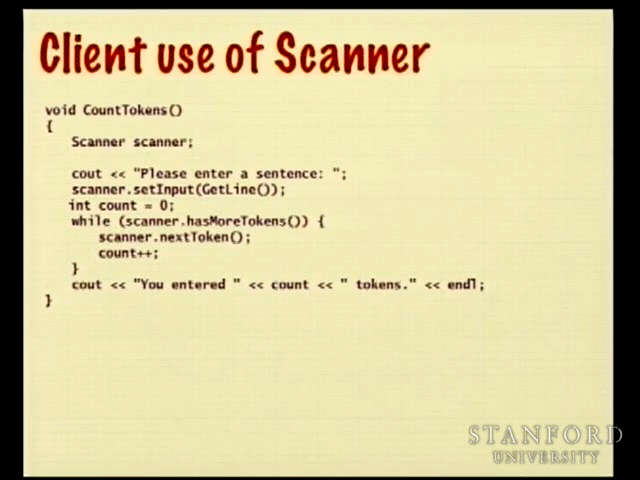 Client use of Scanner
void CountTokens()
{
Scanner scanner;
cout << "Please enter a sentence: ";
scanner.setInput(GetLine());
int count = 0;
while (scanner.hasMoreTokens()) {
scanner.nextToken();
count++;
}
cout << "You entered " << count << " tokens." << endl;
}
STANFORD
UNIVERSITY